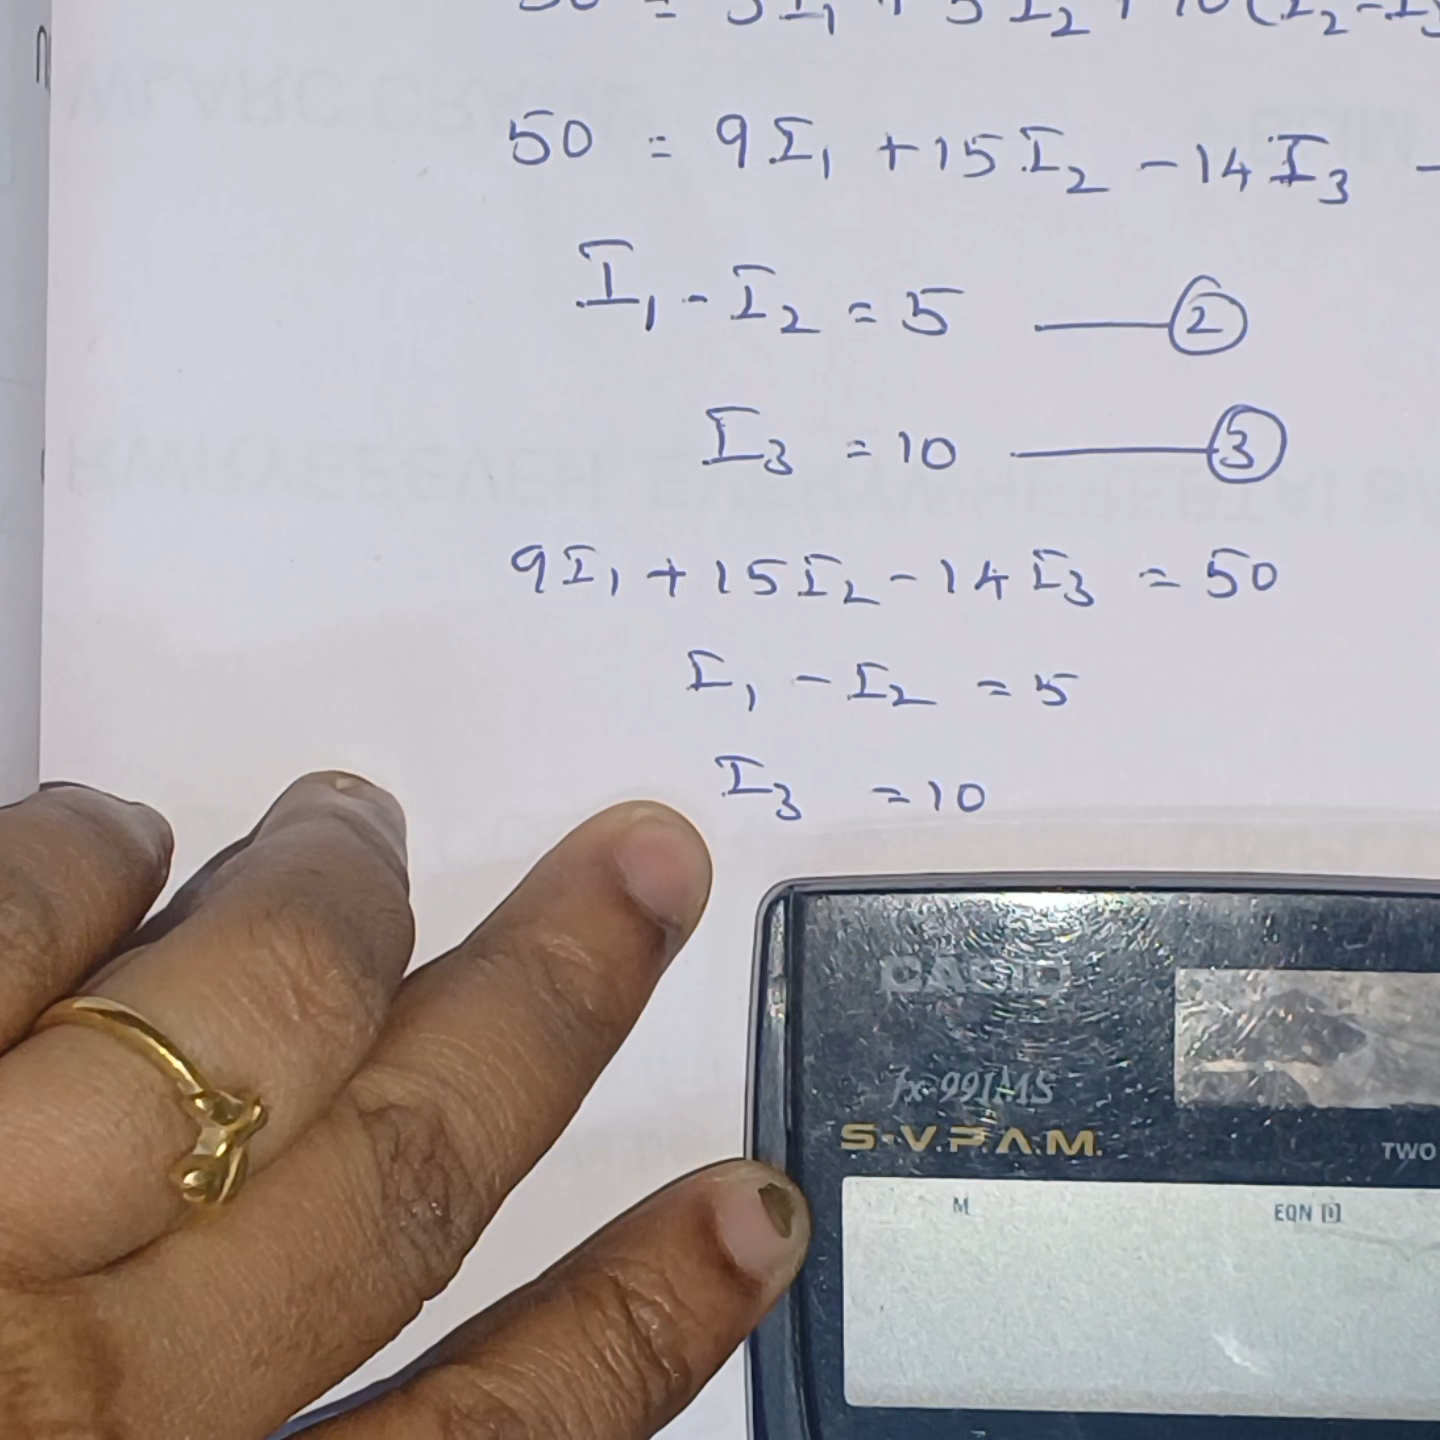 50 = 9I₁ + 15I₂ - 14I₃ -
I₁ - I₂ = 5 —— ②
I₃ = 10 —— ③
9I₁ + 15I₂ - 14I₃ = 50
I₁ - I₂ = 5
I₃ = 10
CASIO
fx-991MS
S-V.P.A.M.
TWO
M EQN